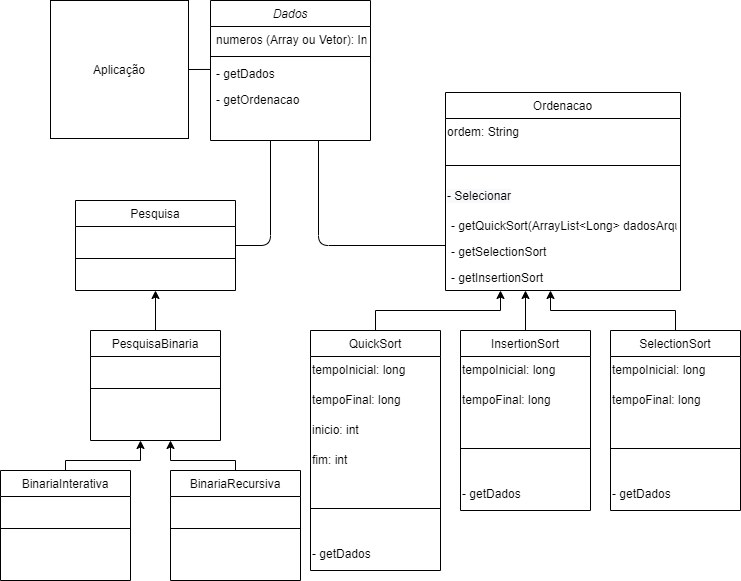 Aplicação
Dados
numeros (Array ou Vetor): In
- getDados
- getOrdenacao
Ordenacao
ordem: String
- Selecionar
- getQuickSort(ArrayList<Long> dadosArqu
- getSelectionSort
- getInsertionSort
Pesquisa
PesquisaBinaria
BinariaInterativa
BinariaRecursiva
QuickSort
tempoInicial: long
tempoFinal: long
inicio: int
fim: int
- getDados
InsertionSort
tempoInicial: long
tempoFinal: long
- getDados
SelectionSort
tempoInicial: long
tempoFinal: long
- getDados